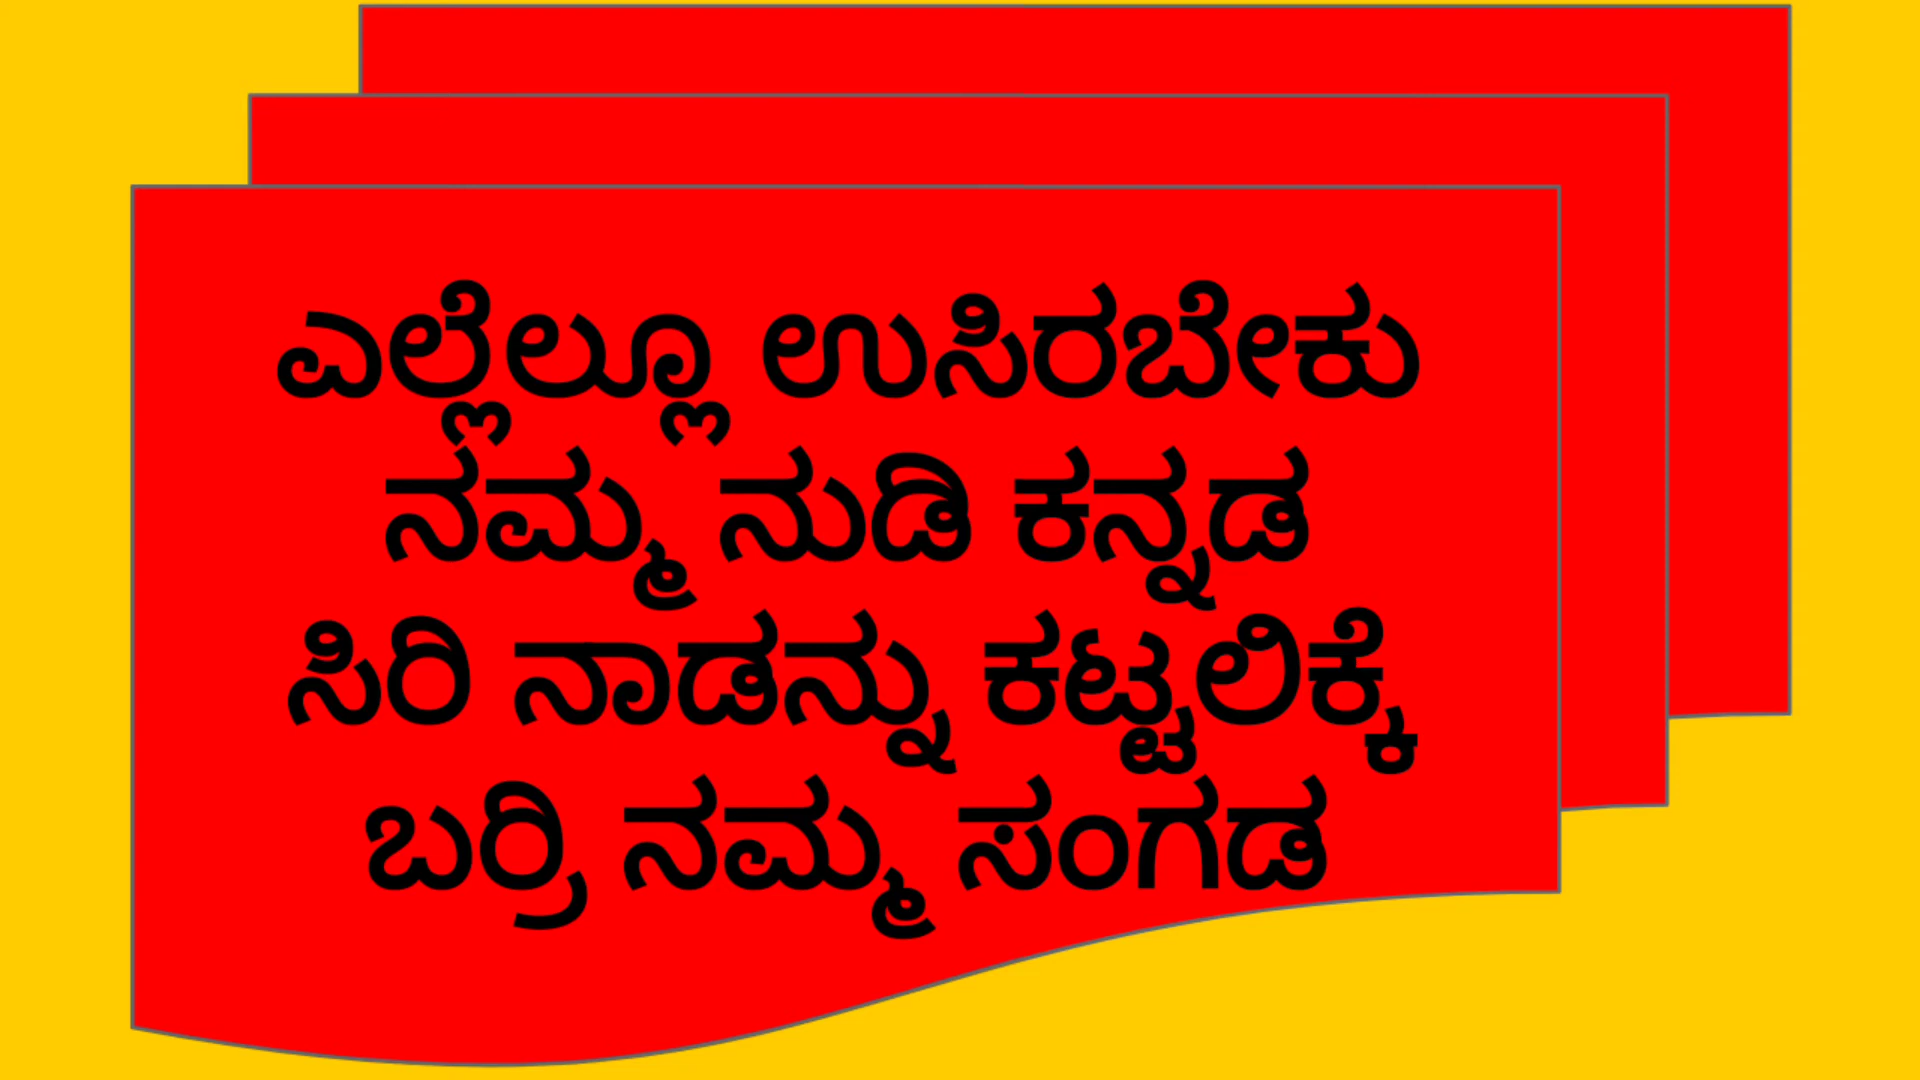 ಎಲ್ಲೆಲ್ಲೂ ಉಸಿರಬೇಕು
ನಮ್ಮ ನುಡಿ ಕನ್ನಡ
ಸಿರಿ ನಾಡನ್ನು ಕಟ್ಟಲಿಕ್ಕೆ
ಬರ್ರಿ ನಮ್ಮ ಸಂಗಡ